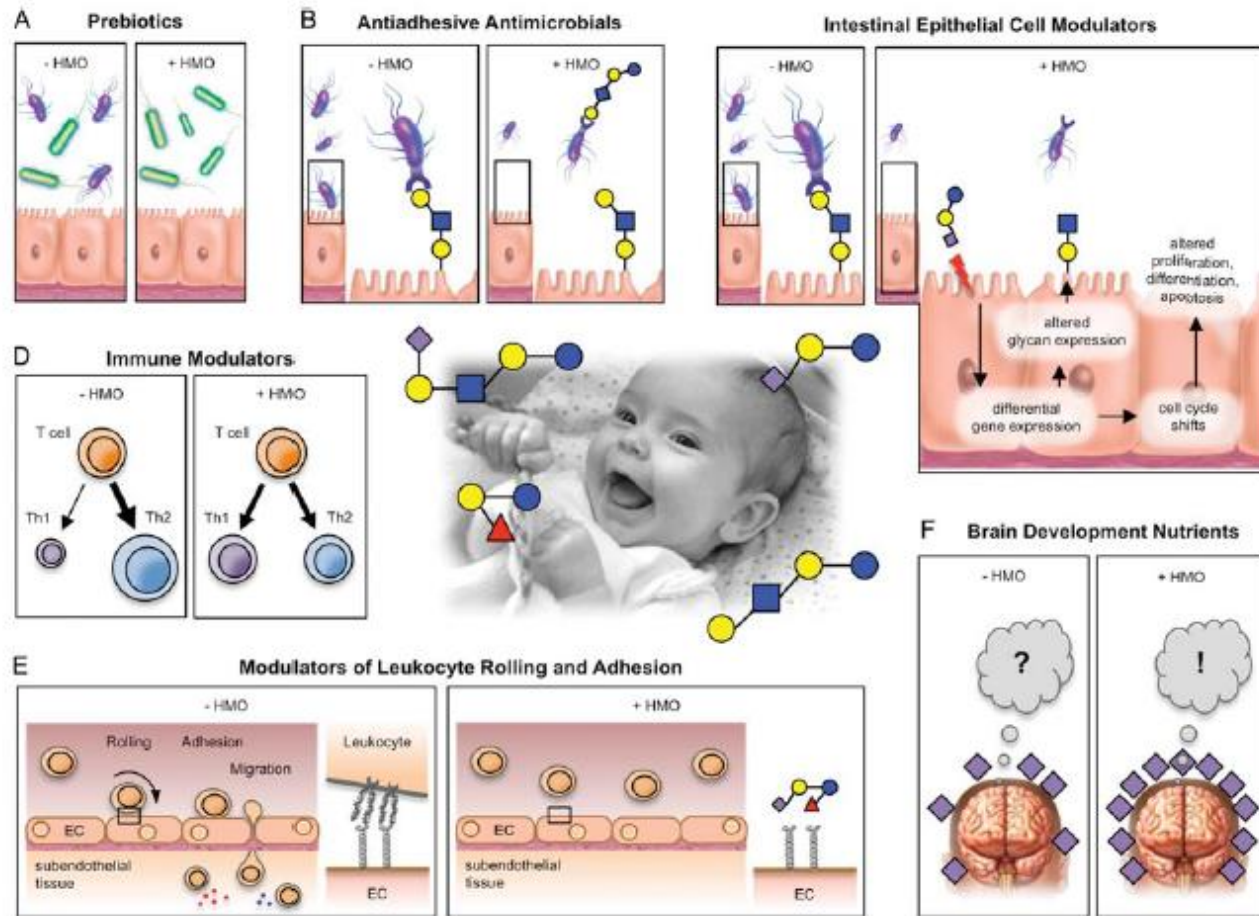 A
Prebiotics
- HMO
+ HMO
B
Antiadhesive Antimicrobials
- HMO
+ HMO
Intestinal Epithelial Cell Modulators
- HMO
+ HMO
altered
proliferation,
differentiation,
apoptosis
altered
glycan expression
differential
gene expression
cell cycle
shifts
D
Immune Modulators
- HMO
T cell
Th1
Th2
+ HMO
T cell
Th1
Th2
E
Modulators of Leukocyte Rolling and Adhesion
- HMO
Rolling
Adhesion
Migration
EC
subendothelial
tissue
Leukocyte
EC
+ HMO
EC
subendothelial
tissue
EC
F
Brain Development Nutrients
- HMO
?
+ HMO
!